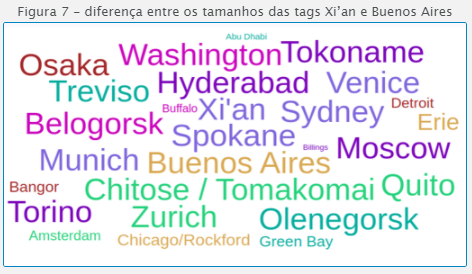 Figura 7 – diferença entre os tamanhos das tags Xi’an e Buenos Aires
Abu Dhabi
Washington Tokoname
Osaka
Treviso Hyderabad Venice
Buffalo Xi'an Sydney Detroit
Belogorsk Erie
Spokane
Billings Moscow
Munich Buenos Aires
Bangor Chitose / Tomakomai Quito
Torino Zurich Olenegorsk
Amsterdam Chicago/Rockford Green Bay